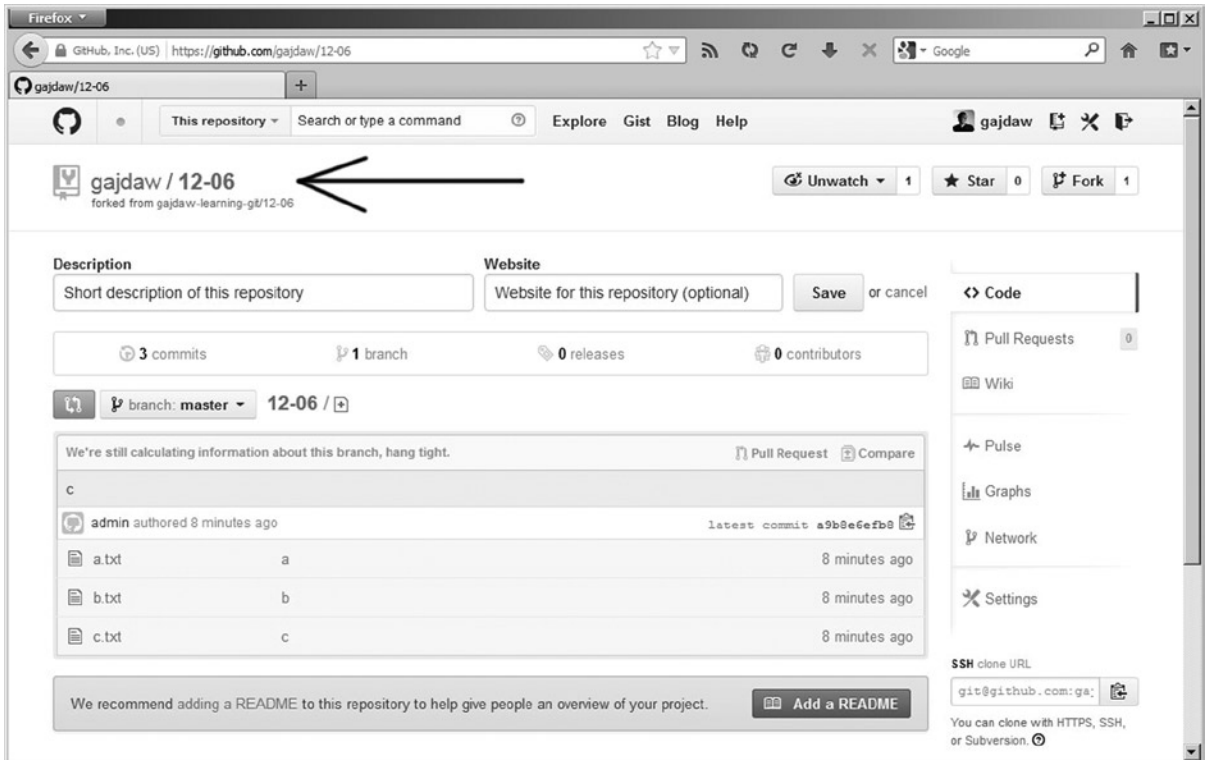 Firefox
GitHub, Inc. (US) https://github.com/gajdaw/12-06
Google
gajdaw/12-06
+
This repository Search or type a command Explore Gist Blog Help gajdaw
gajdaw / 12-06
forked from gajdaw-learning-git/12-06
Unwatch 1 Star 0 Fork 1
Description
Short description of this repository
Website
Website for this repository (optional)
Save or cancel
3 commits 1 branch 0 releases 0 contributors
branch: master 12-06 /
We're still calculating information about this branch, hang tight. Pull Request Compare
c
admin authored 8 minutes ago latest commit a9b8e6efb8
a.txt a 8 minutes ago
b.txt b 8 minutes ago
c.txt c 8 minutes ago
We recommend adding a README to this repository to help give people an overview of your project. Add a README
Code
Pull Requests 0
Wiki
Pulse
Graphs
Network
Settings
SSH clone URL
git@github.com:ga
You can clone with HTTPS, SSH,
or Subversion.